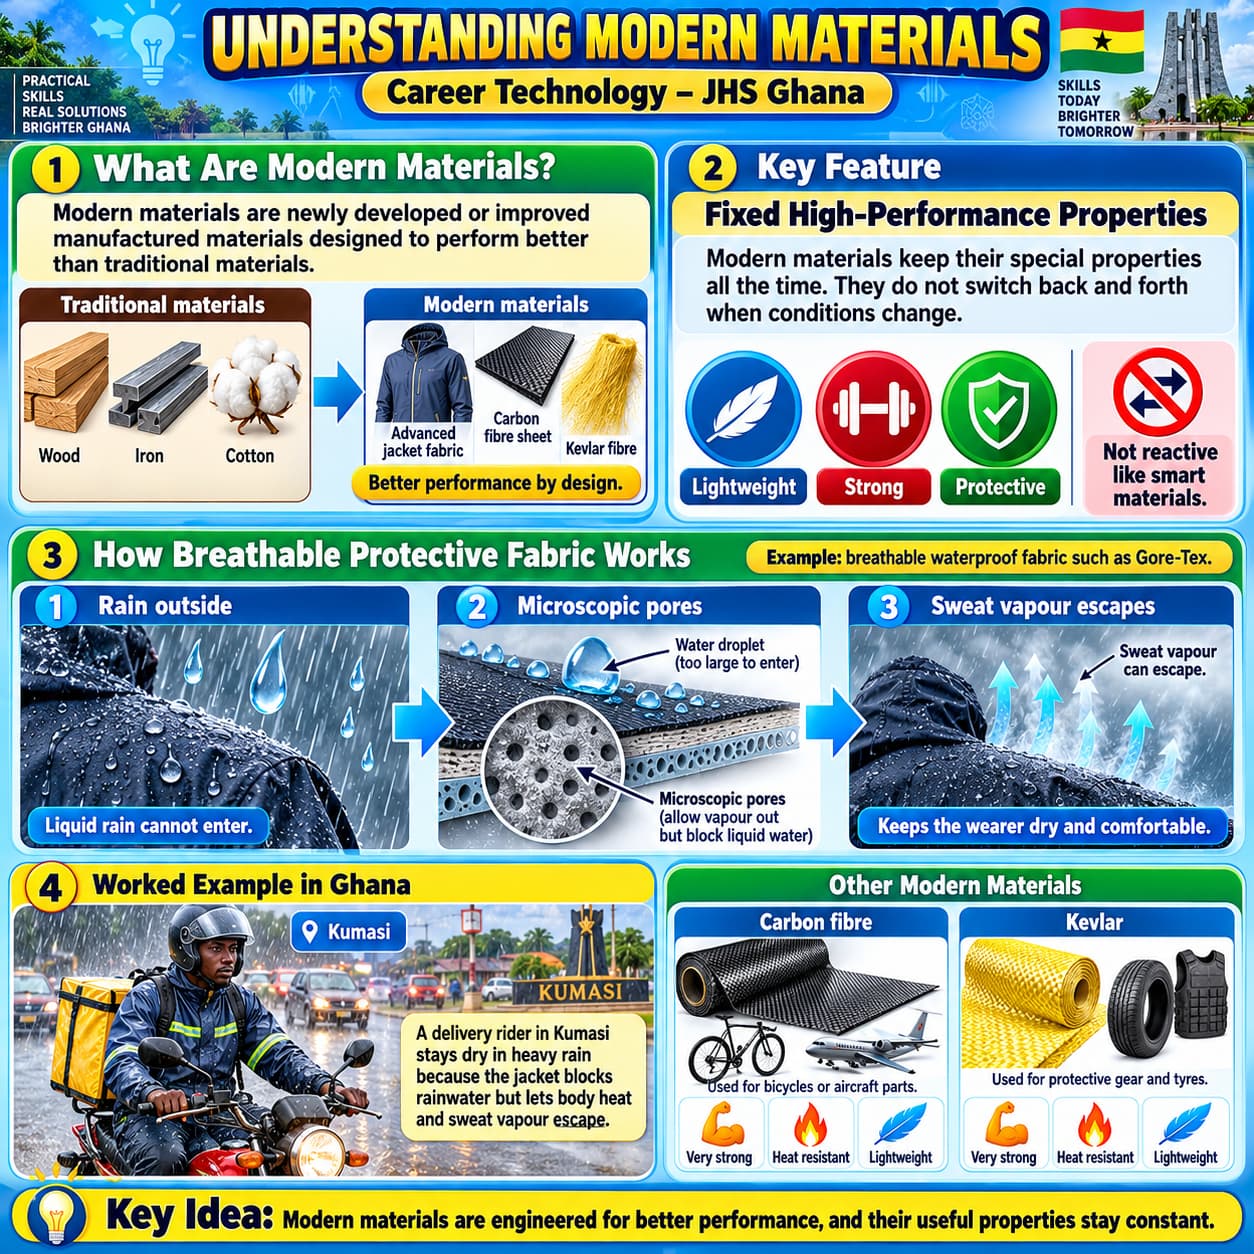 UNDERSTANDING MODERN MATERIALS
Career Technology – JHS Ghana
PRACTICAL
SKILLS
REAL SOLUTIONS
BRIGHTER GHANA
SKILLS
TODAY
BRIGHTER
TOMORROW
1 What Are Modern Materials?
Modern materials are newly developed or improved
manufactured materials designed to perform better
than traditional materials.
Traditional materials
Wood
Iron
Cotton
Modern materials
Advanced
jacket fabric
Carbon
fibre sheet
Kevlar fibre
Better performance by design.
2 Key Feature
Fixed High-Performance Properties
Modern materials keep their special properties
all the time. They do not switch back and forth
when conditions change.
Lightweight
Strong
Protective
Not reactive
like smart
materials.
3 How Breathable Protective Fabric Works
Example: breathable waterproof fabric such as Gore-Tex.
1 Rain outside
Liquid rain cannot enter.
2 Microscopic pores
Water droplet
(too large to enter)
Microscopic pores
(allow vapour out
but block liquid water)
3 Sweat vapour escapes
Sweat vapour
can escape.
Keeps the wearer dry and comfortable.
4 Worked Example in Ghana
Kumasi
KUMASI
A delivery rider in Kumasi
stays dry in heavy rain
because the jacket blocks
rainwater but lets body heat
and sweat vapour escape.
Other Modern Materials
Carbon fibre
Used for bicycles or aircraft parts.
Very strong
Heat resistant
Lightweight
Kevlar
Used for protective gear and tyres.
Very strong
Heat resistant
Lightweight
Key Idea: Modern materials are engineered for better performance, and their useful properties stay constant.